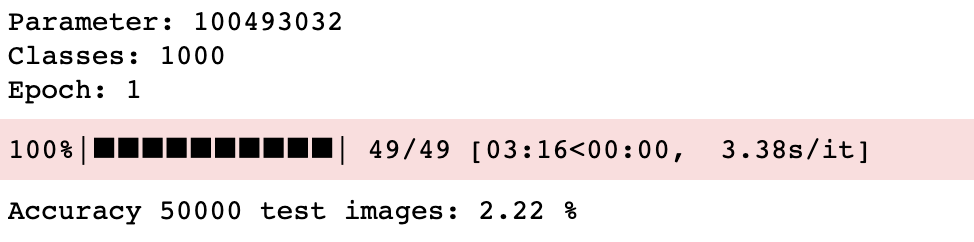 Parameter: 100493032
Classes: 1000
Epoch: 1
100%|██████████| 49/49 [03:16<00:00,  3.38s/it]
Accuracy 50000 test images: 2.22 %